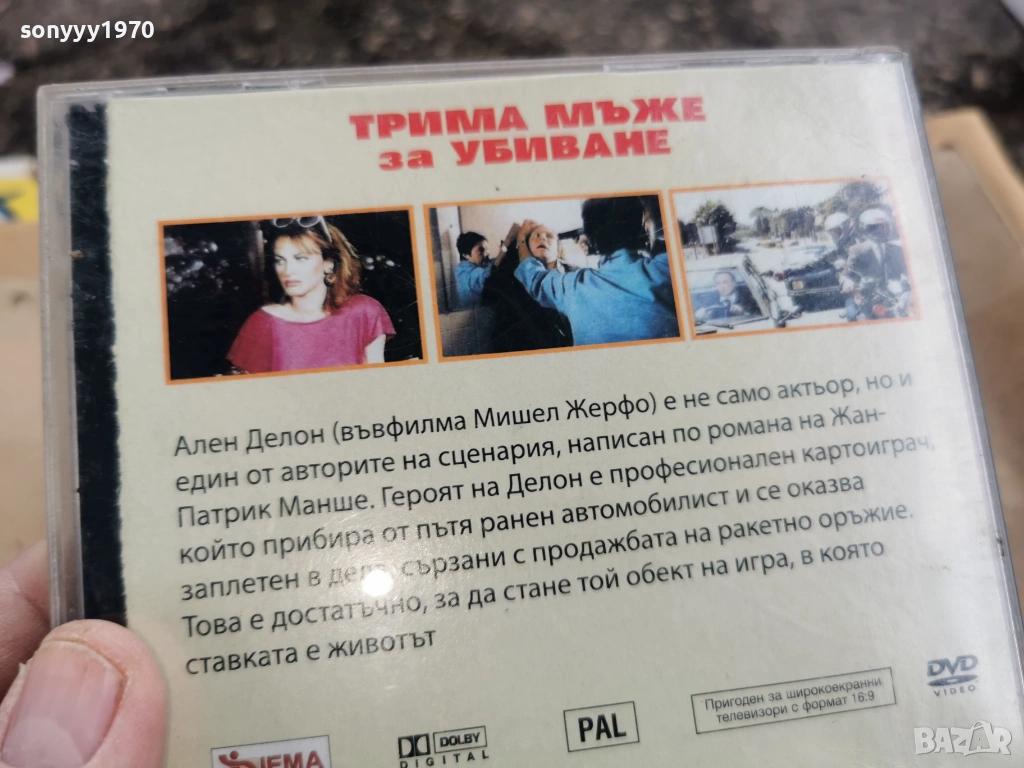 sonyyy1970
ТРИМА МЪЖЕ
за УБИВАНЕ
Ален Делон (въвфилма Мишел Жерфо) е не само актьор, но и
един от авторите на сценария, написан по романа на Жан-
Патрик Манше. Героят на Делон е професионален картоиграч,
който прибира от пътя ранен автомобилист и се оказва
заплетен в дела, сързани с продажбата на ракетно оръжие.
Това е достатъчно, за да стане той обект на игра, в която
ставката е животът
DOLBY
DIGITAL
PAL
Пригоден за широкоекранни
телевизори с формат 16:9
DVD
VIDEO
BAZAR